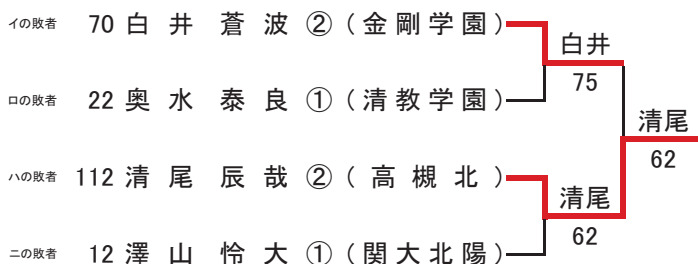 イの敗者 70 白井 蒼波 ② (金剛学園)
白井
75
ロの敗者 22 奥水 泰良 ① (清教学園)
清尾
62
ハの敗者 112 清尾 辰哉 ② (高槻北)
清尾
62
ニの敗者 12 澤山 怜大 ① (関大北陽)